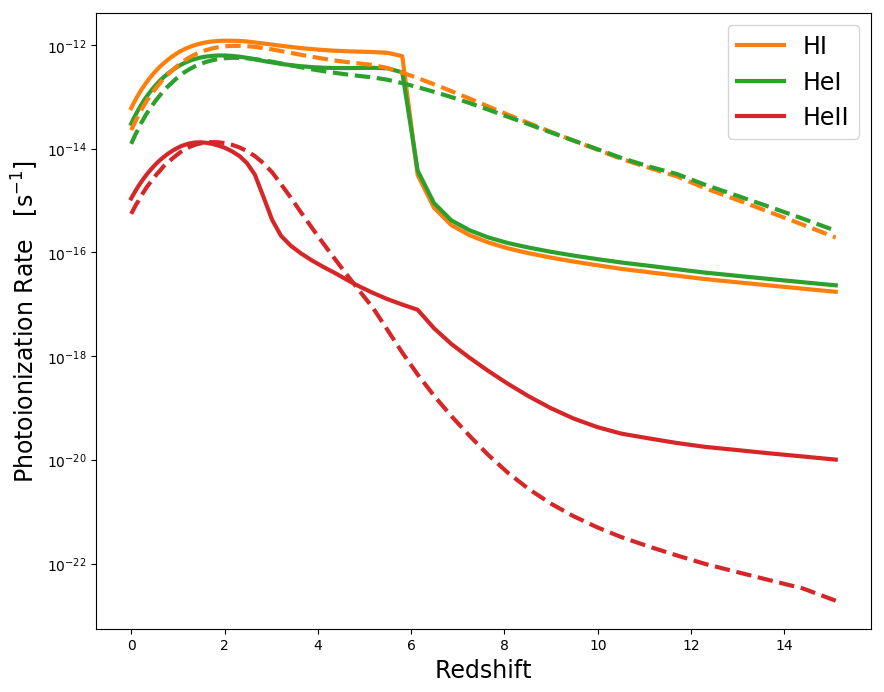 HI
HeI
HeII
Photoionization Rate [s⁻¹]
10⁻¹²
10⁻¹⁴
10⁻¹⁶
10⁻¹⁸
10⁻²⁰
10⁻²²
0 2 4 6 8 10 12 14
Redshift